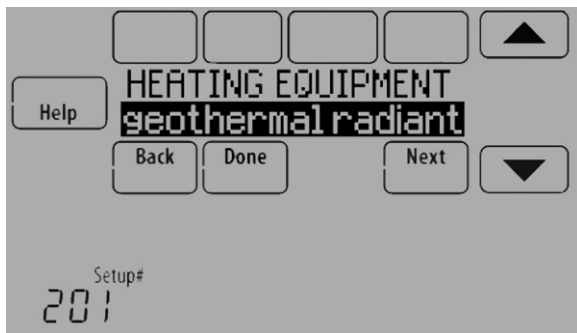 HEATING EQUIPMENT
Help
geothermal radiant
Back Done Next
Setup#
201